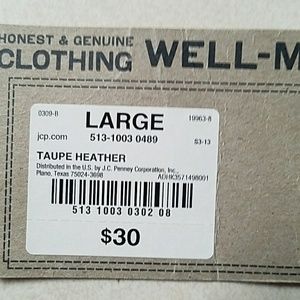 HONEST & GENUINE
CLOTHING WELL-M
0309-B LARGE 19963-8
jcp.com 513-1003 0489 S3-13
TAUPE HEATHER
Distributed in the U.S. by J.C. Penney Corporation, Inc.,
Plano, Texas 75024-3698 ADHK3571498001
513 1003 0302 08
$30